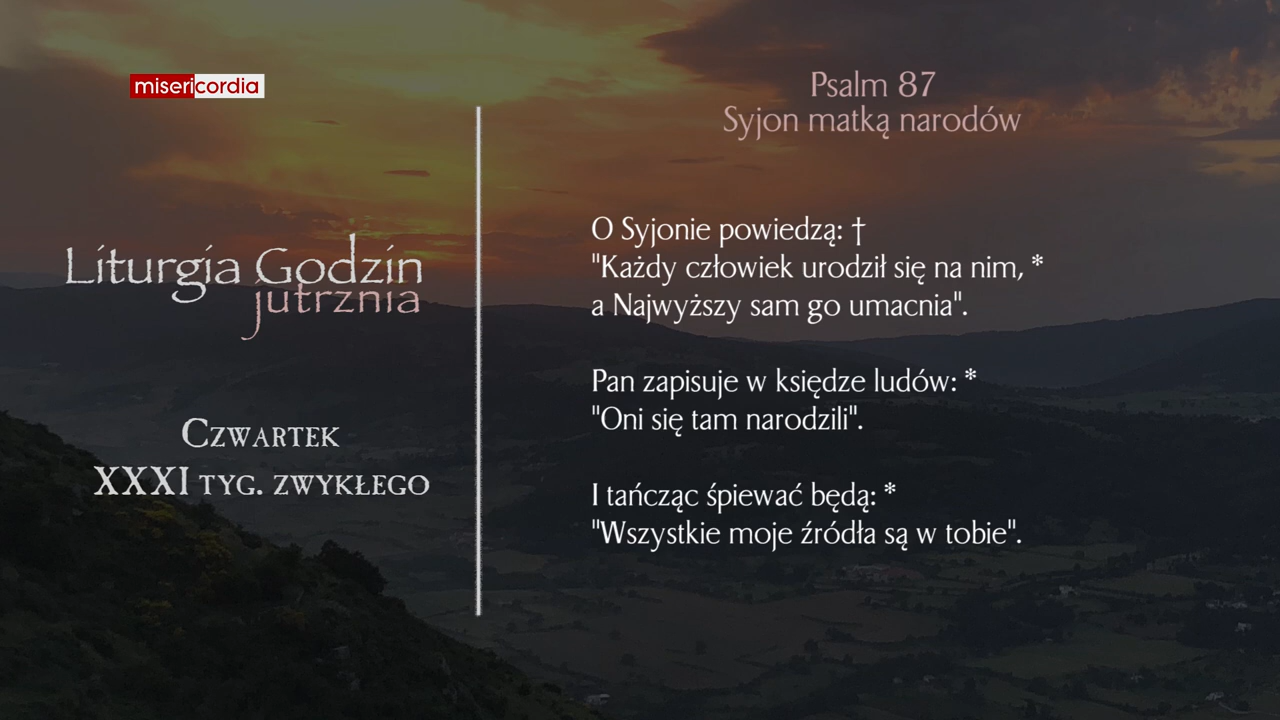 misericordia
Liturgia Godzin
jutrznia
Czwartek
XXXI tyg. zwykłego
Psalm 87
Syjon matką narodów
O Syjonie powiedzą: †
"Każdy człowiek urodził się na nim, *
a Najwyższy sam go umacnia".
Pan zapisuje w księdze ludów: *
"Oni się tam narodzili".
I tańcząc śpiewać będą: *
"Wszystkie moje źródła są w tobie".